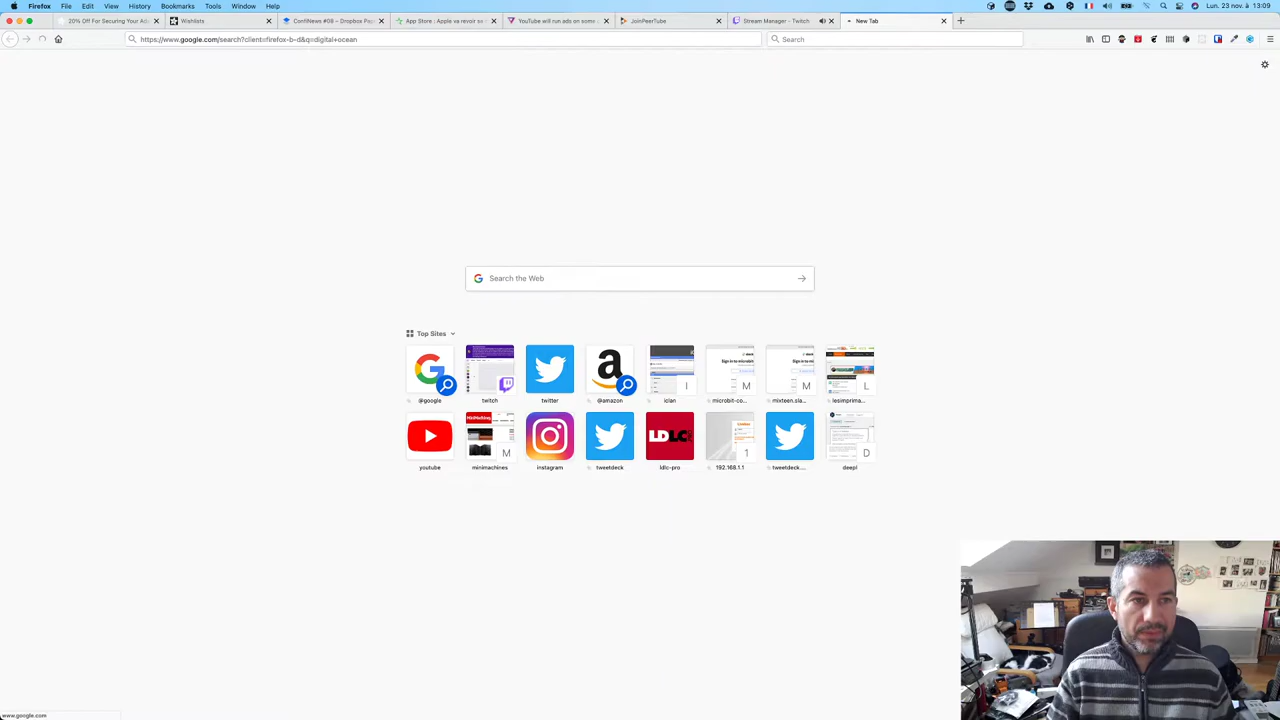 Firefox File Edit View History Bookmarks Tools Window Help Lun. 23 nov. à 13:09
20% Off For Securing Your Ad Wishlists ConfiNews #09 – Dropbox Pap App Store : Apple va revoir so YouTube will run ads on some JoinPeerTube Stream Manager - Twitch New Tab
https://www.google.com/search?client=firefox-b-d&q=digital+ocean Search
Search the Web
Top Sites
@google twitch twitter @amazon iclan microbit-co... mixteen.sla... lesimprima...
youtube minimachines instagram tweetdeck ldlc-pro 192.168.1.1 tweetdeck.... deepl
www.google.com